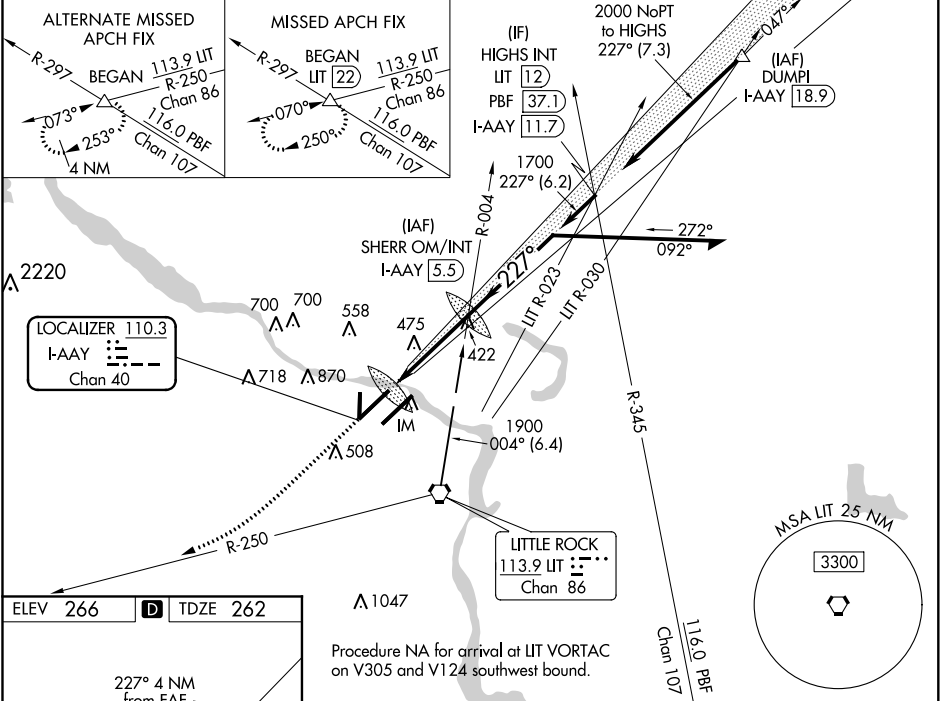 ALTERNATE MISSED
APCH FIX
R-297
BEGAN
113.9 LIT
R-250
Chan 86
116.0 PBF
Chan 107
073°
253°
4 NM
MISSED APCH FIX
R-297
BEGAN
LIT 22
113.9 LIT
R-250
Chan 86
116.0 PBF
Chan 107
070°
250°
(IF)
HIGHS INT
LIT 12
PBF 37.1
I-AAY 11.7
2000 NoPT
to HIGHS
227° (7.3)
047°
(IAF)
DUMPI
I-AAY 18.9
1700
227° (6.2)
R-004
(IAF)
SHERR OM/INT
I-AAY 5.5
227°
272°
092°
LIT R-023
LIT R-030
2220
700
700
558
475
422
718
870
LOCALIZER 110.3
I-AAY
Chan 40
IM
508
1900
004° (6.4)
R-345
R-250
LITTLE ROCK
113.9 LIT
Chan 86
MSA LIT 25 NM
3300
1047
ELEV 266
D
TDZE 262
Procedure NA for arrival at LIT VORTAC
on V305 and V124 southwest bound.
116.0 PBF
Chan 107
227° 4 NM
from FAF